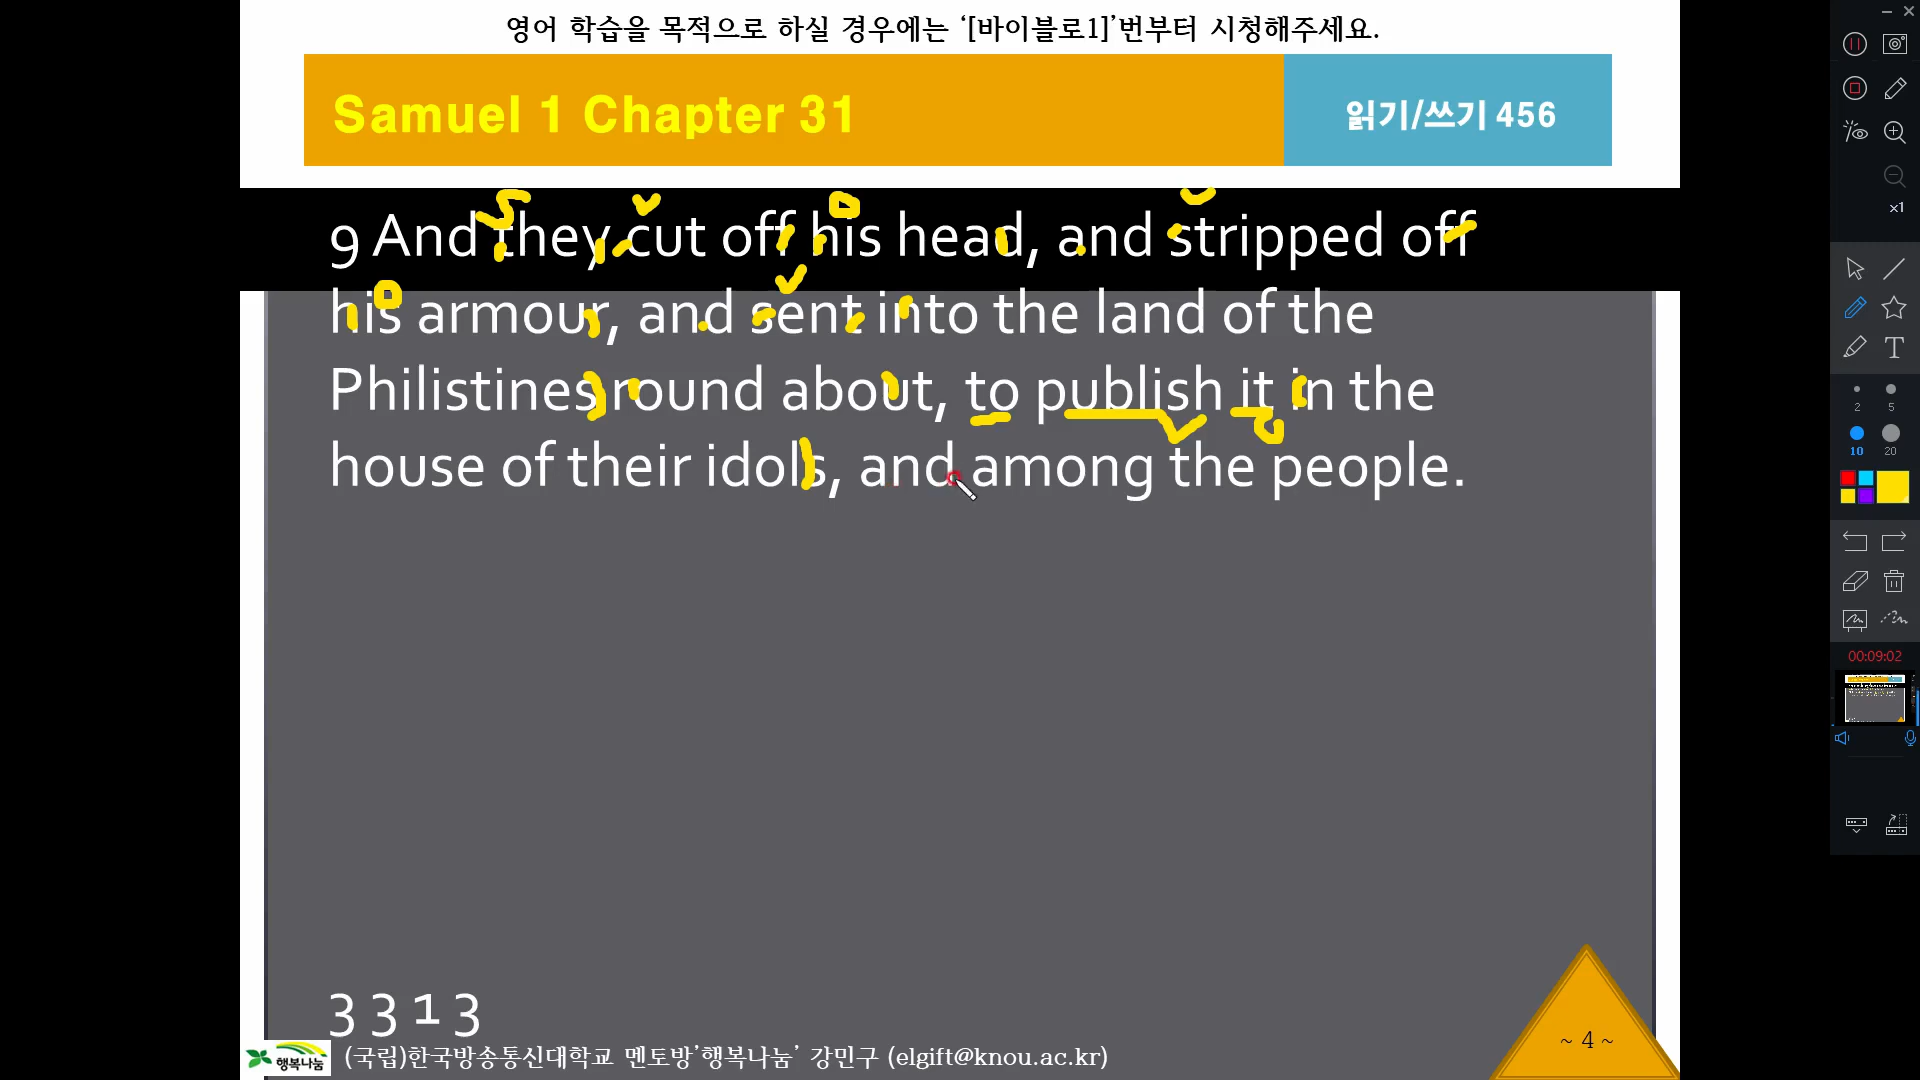 영어 학습을 목적으로 하실 경우에는 ‘[바이블로1]’번부터 시청해주세요.
Samuel 1 Chapter 31
읽기/쓰기 456
9 And they cut off his head, and stripped off
his armour, and sent into the land of the
Philistines round about, to publish it in the
house of their idols, and among the people.
3 3 1 3
행복나눔
(국립)한국방송통신대학교 멘토방’행복나눔’ 강민구 (elgift@knou.ac.kr)
~ 4 ~
x1
T
2
5
10
20
00:09:02